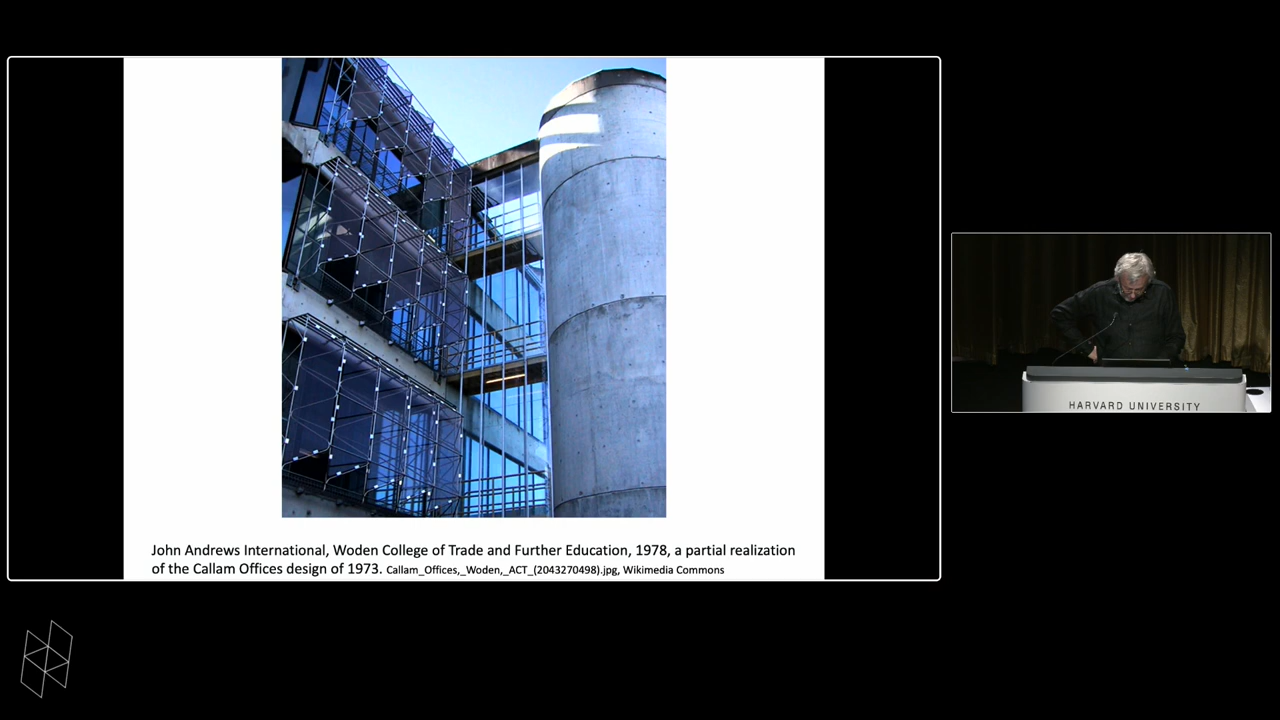 John Andrews International, Woden College of Trade and Further Education, 1978, a partial realization
of the Callam Offices design of 1973. Callam_Offices,_Woden,_ACT_(2043270498).jpg, Wikimedia Commons
HARVARD UNIVERSITY